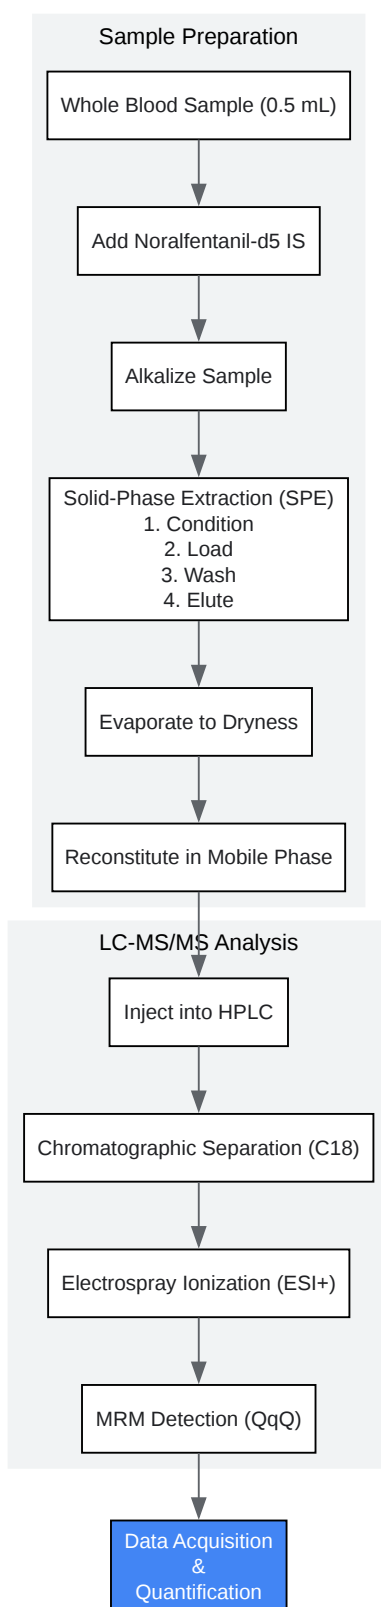 Sample Preparation
Whole Blood Sample (0.5 mL)
Add Noralfentanil-d5 IS
Alkalize Sample
Solid-Phase Extraction (SPE)
1. Condition
2. Load
3. Wash
4. Elute
Evaporate to Dryness
Reconstitute in Mobile Phase
LC-MS/MS Analysis
Inject into HPLC
Chromatographic Separation (C18)
Electrospray Ionization (ESI+)
MRM Detection (QqQ)
Data Acquisition
&
Quantification